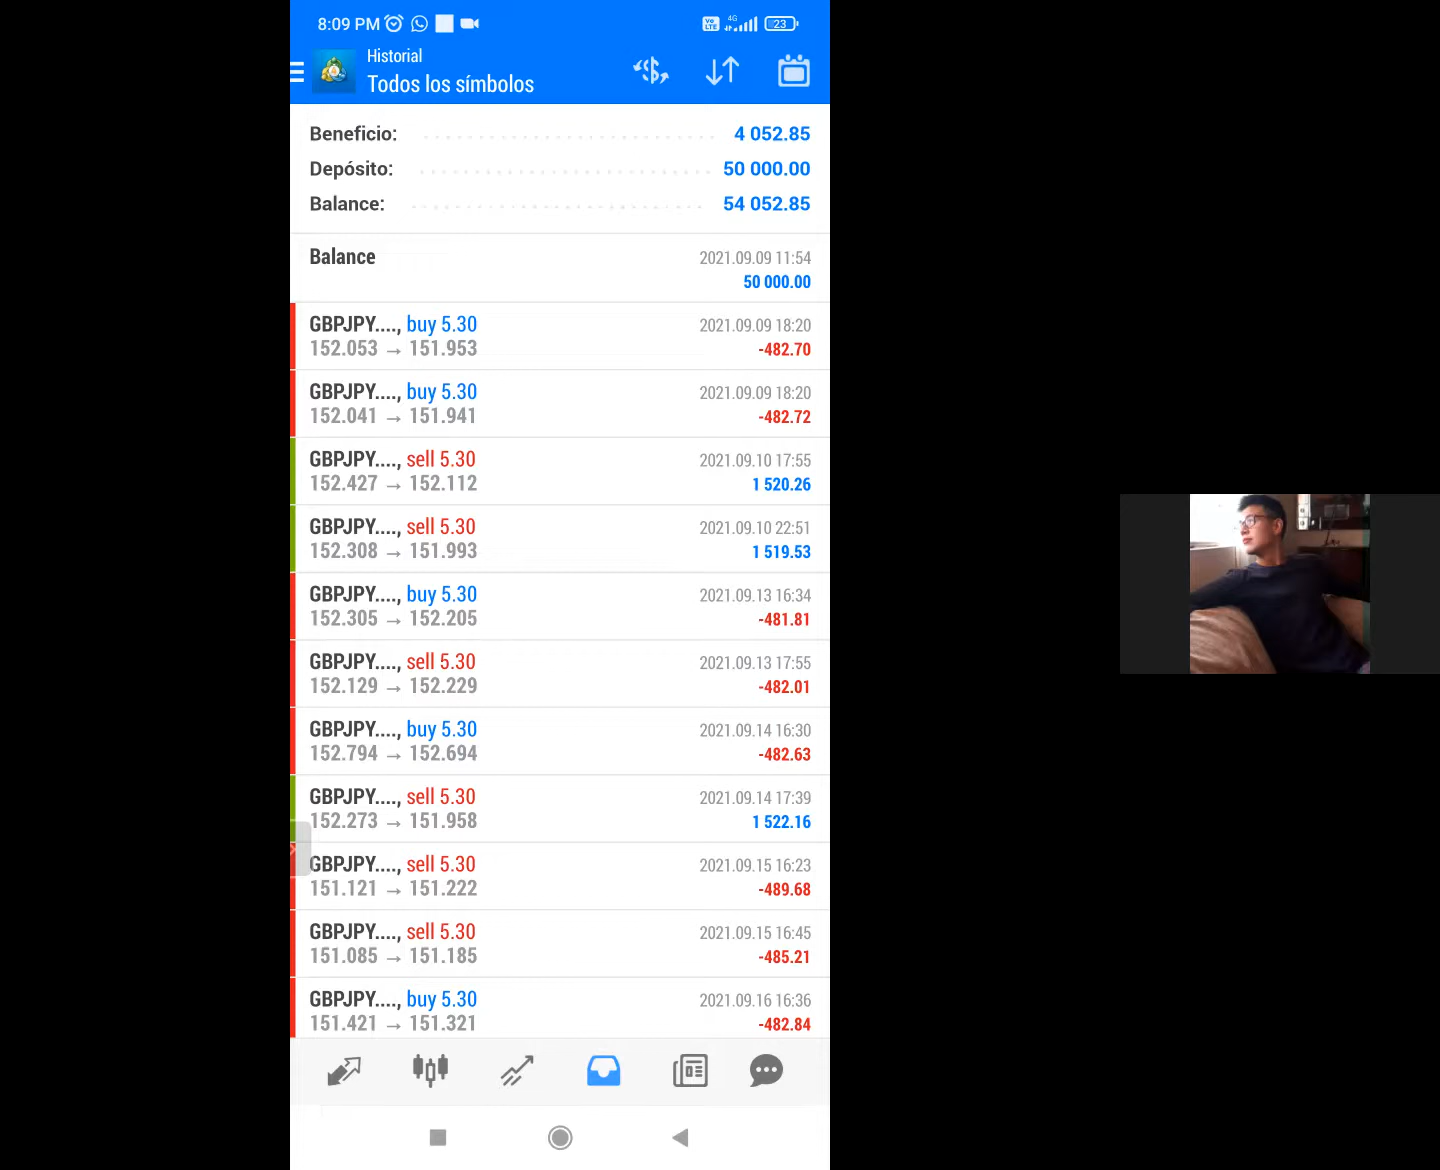 8:09 PM
Vo LTE 4G 23
Historial
Todos los símbolos
Beneficio: 4 052.85
Depósito: 50 000.00
Balance: 54 052.85
Balance 2021.09.09 11:54
50 000.00
GBPJPY...., buy 5.30 2021.09.09 18:20
152.053 → 151.953 -482.70
GBPJPY...., buy 5.30 2021.09.09 18:20
152.041 → 151.941 -482.72
GBPJPY...., sell 5.30 2021.09.10 17:55
152.427 → 152.112 1 520.26
GBPJPY...., sell 5.30 2021.09.10 22:51
152.308 → 151.993 1 519.53
GBPJPY...., buy 5.30 2021.09.13 16:34
152.305 → 152.205 -481.81
GBPJPY...., sell 5.30 2021.09.13 17:55
152.129 → 152.229 -482.01
GBPJPY...., buy 5.30 2021.09.14 16:30
152.794 → 152.694 -482.63
GBPJPY...., sell 5.30 2021.09.14 17:39
152.273 → 151.958 1 522.16
GBPJPY...., sell 5.30 2021.09.15 16:23
151.121 → 151.222 -489.68
GBPJPY...., sell 5.30 2021.09.15 16:45
151.085 → 151.185 -485.21
GBPJPY...., buy 5.30 2021.09.16 16:36
151.421 → 151.321 -482.84